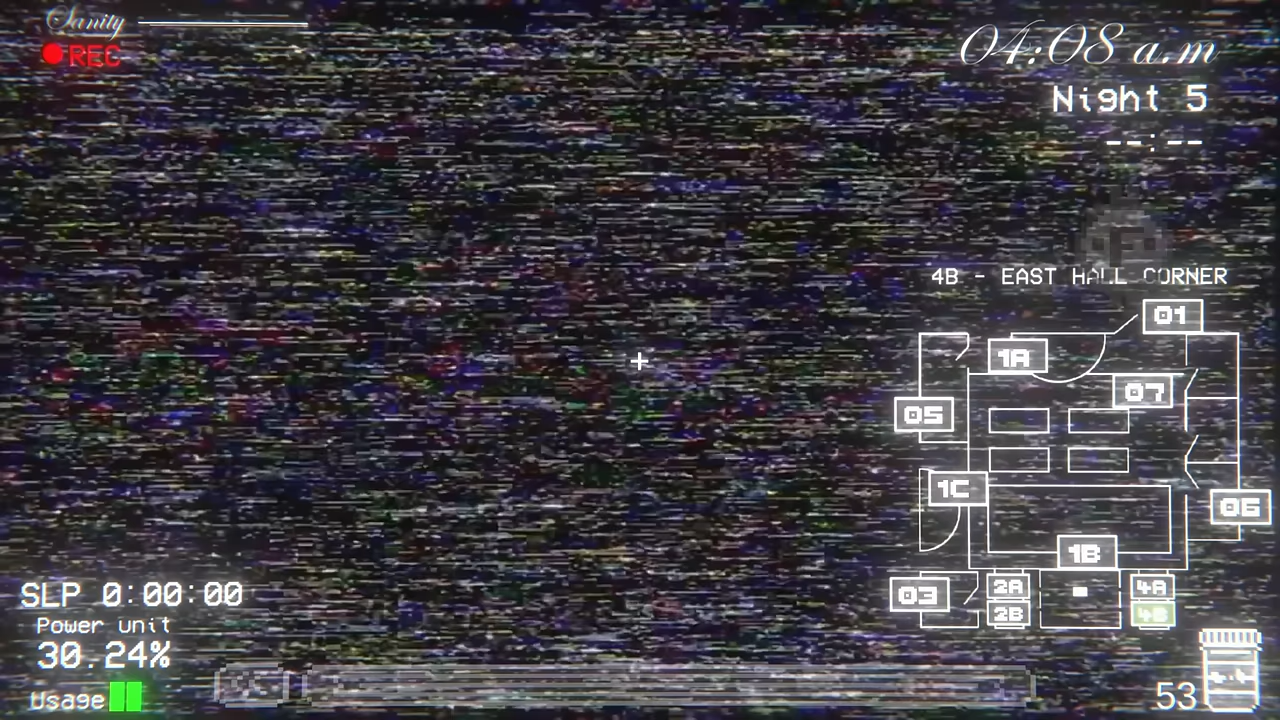 Sanity
REC
04:08 a.m
Night 5
--:--
4B - EAST HALL CORNER
01
1A
07
05
1C
06
1B
03
2A
4A
2B
4B
SLP 0:00:00
Power unit
30.24%
Usage
53